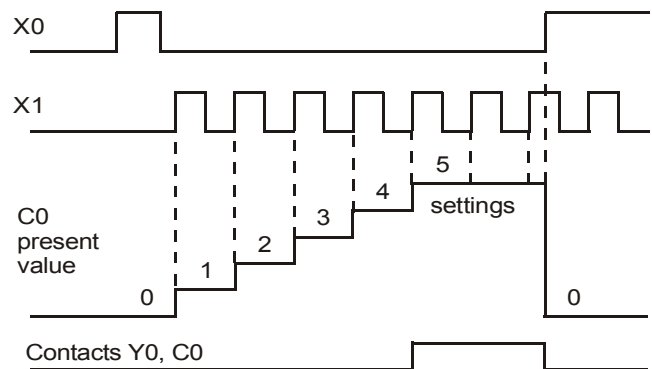 X0
X1
5
settings
4
3
2
1
0
C0
present
value
0
Contacts Y0, C0